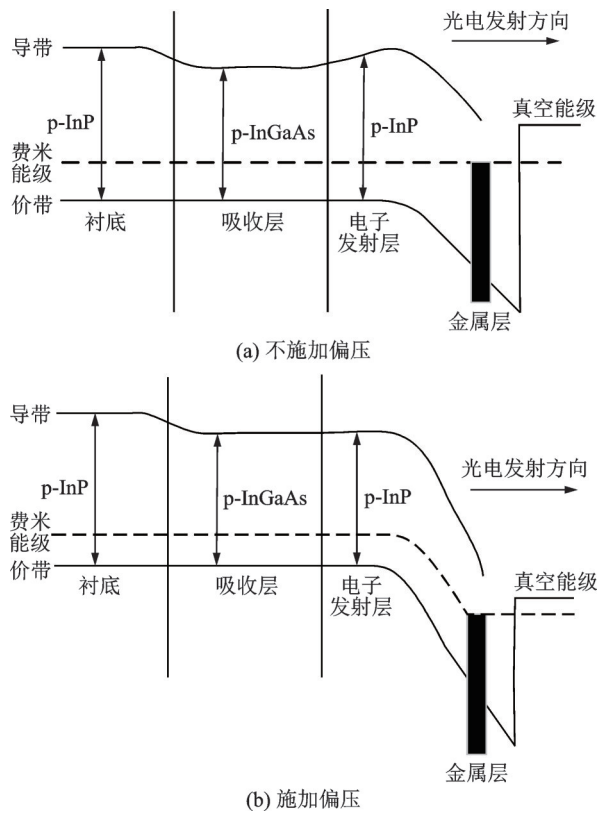 光电发射方向
导带
真空能级
p-InP
p-InGaAs
p-InP
费米
能级
价带
衬底
吸收层
电子
发射层
金属层
(a) 不施加偏压
导带
光电发射方向
p-InP
p-InGaAs
p-InP
费米
能级
价带
真空能级
衬底
吸收层
电子
发射层
金属层
(b) 施加偏压